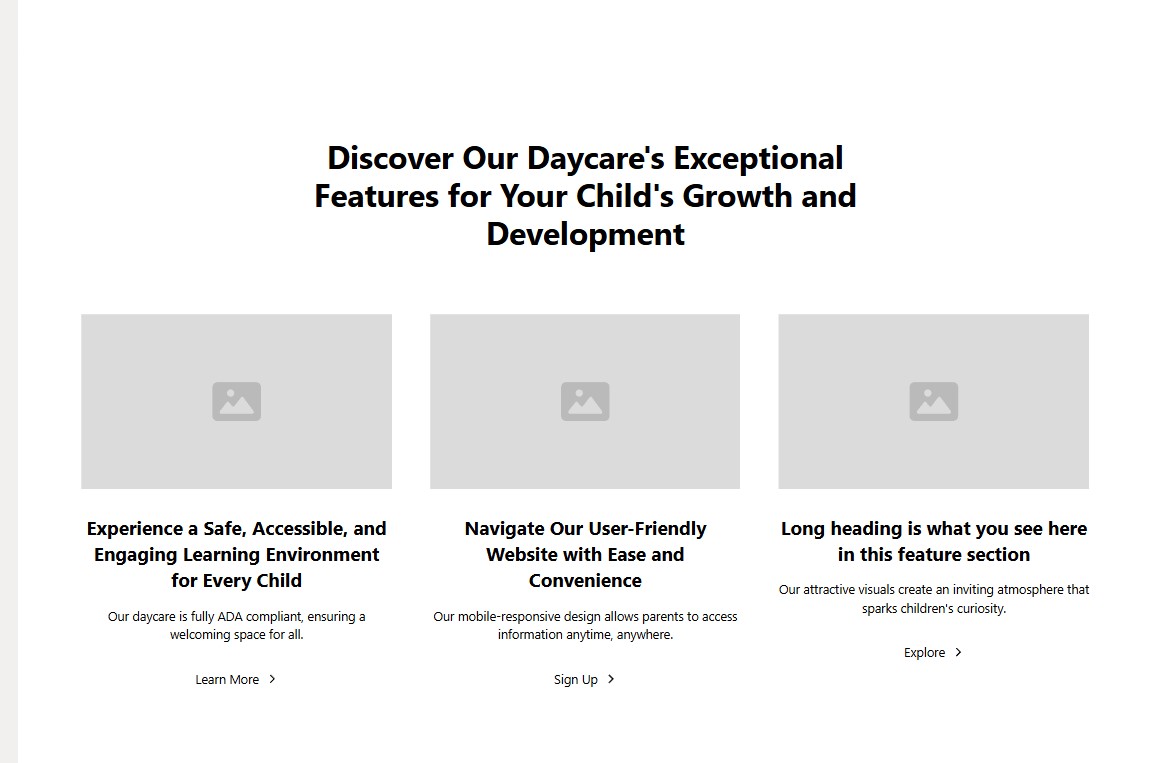 Discover Our Daycare's Exceptional
Features for Your Child's Growth and
Development
Experience a Safe, Accessible, and
Engaging Learning Environment
for Every Child
Our daycare is fully ADA compliant, ensuring a
welcoming space for all.
Learn More
Navigate Our User-Friendly
Website with Ease and
Convenience
Our mobile-responsive design allows parents to access
information anytime, anywhere.
Sign Up
Long heading is what you see here
in this feature section
Our attractive visuals create an inviting atmosphere that
sparks children's curiosity.
Explore